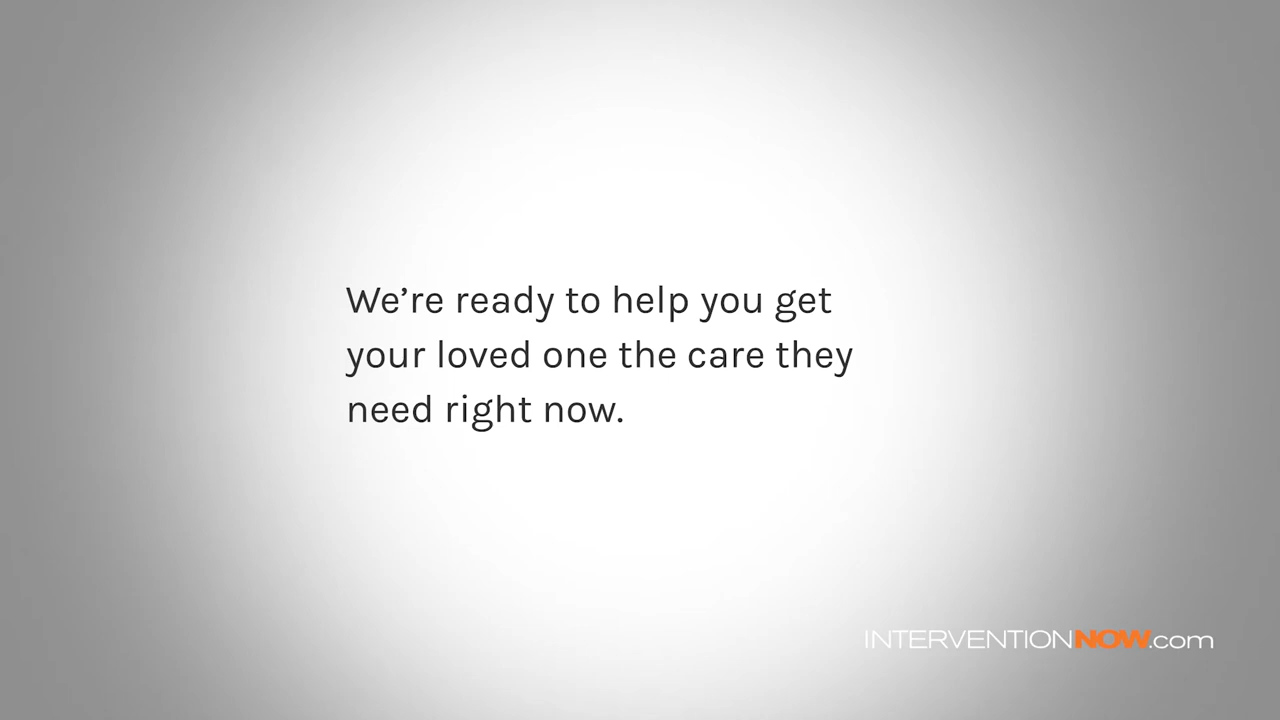 We’re ready to help you get
your loved one the care they
need right now.
INTERVENTIONNOW.com